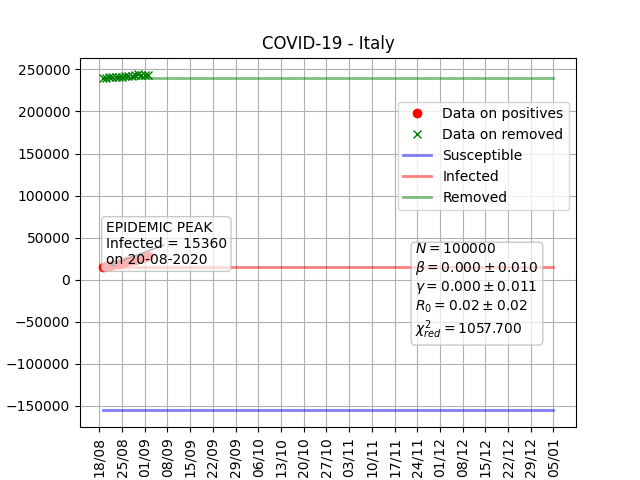 COVID-19 - Italy
250000
200000
150000
100000
50000
0
−50000
−100000
−150000
Data on positives
Data on removed
Susceptible
Infected
Removed
EPIDEMIC PEAK
Infected = 15360
on 20-08-2020
N = 100000
β = 0.000 ± 0.010
γ = 0.000 ± 0.011
R₀ = 0.02 ± 0.02
χ²red = 1057.700
18/08
25/08
01/09
08/09
15/09
22/09
29/09
06/10
13/10
20/10
27/10
03/11
10/11
17/11
24/11
01/12
08/12
15/12
22/12
29/12
05/01